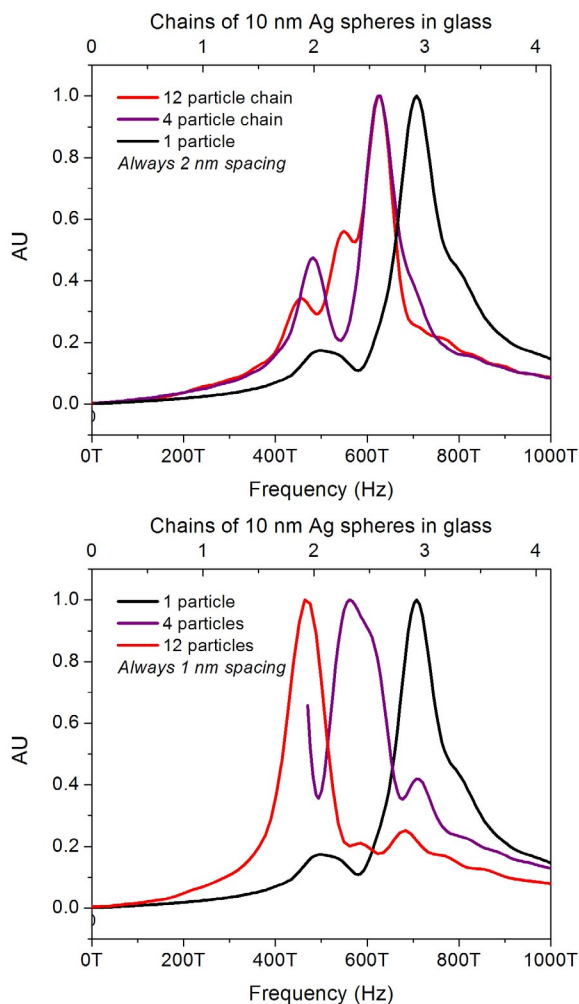 Chains of 10 nm Ag spheres in glass
0 1 2 3 4
12 particle chain
4 particle chain
1 particle
Always 2 nm spacing
AU
1.0
0.8
0.6
0.4
0.2
0.0
0T 200T 400T 600T 800T 1000T
Frequency (Hz)
Chains of 10 nm Ag spheres in glass
0 1 2 3 4
1 particle
4 particles
12 particles
Always 1 nm spacing
AU
1.0
0.8
0.6
0.4
0.2
0.0
0T 200T 400T 600T 800T 1000T
Frequency (Hz)